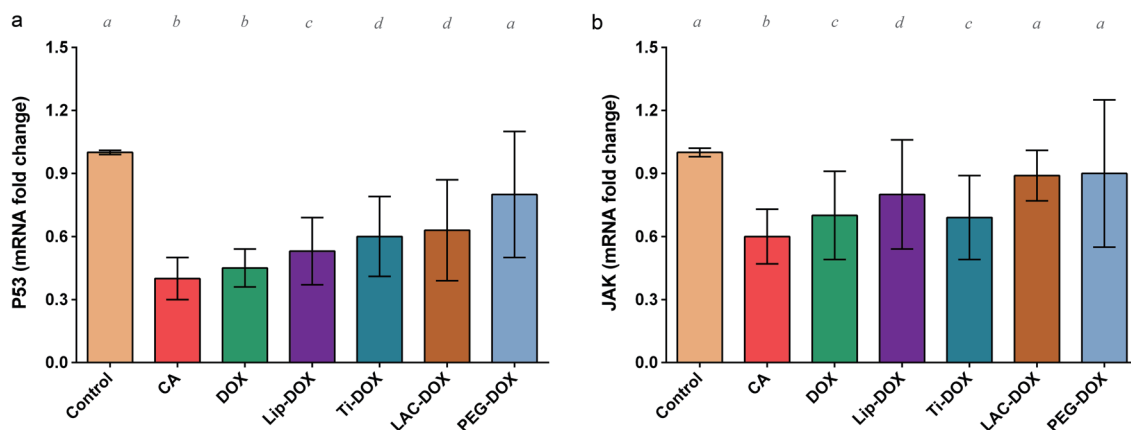 a
a b b c d d a
P53 (mRNA fold change)
1.5
1.2
0.9
0.6
0.3
0.0
Control CA DOX Lip-DOX Ti-DOX LAC-DOX PEG-DOX
b
a b c d c a a
JAK (mRNA fold change)
1.5
1.2
0.9
0.6
0.3
0.0
Control CA DOX Lip-DOX Ti-DOX LAC-DOX PEG-DOX